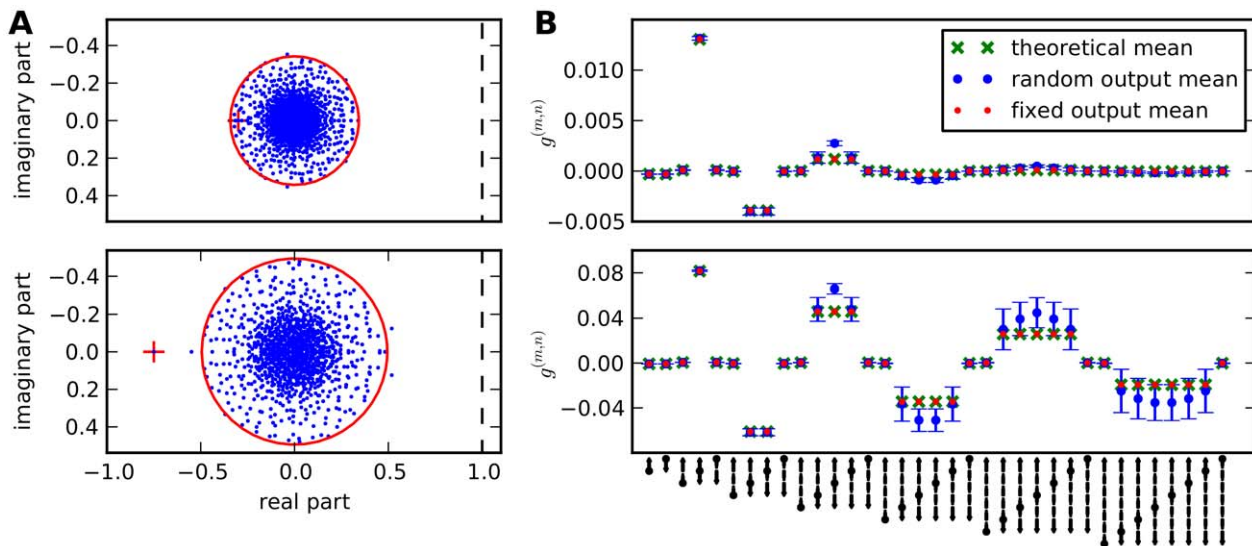 A
imaginary part
−0.4
−0.2
0.0
0.2
0.4
imaginary part
−0.4
−0.2
0.0
0.2
0.4
−1.0 −0.5 0.0 0.5 1.0
real part
B
g^(m,n)
0.010
0.005
0.000
−0.005
theoretical mean
random output mean
fixed output mean
g^(m,n)
0.08
0.04
0.00
−0.04